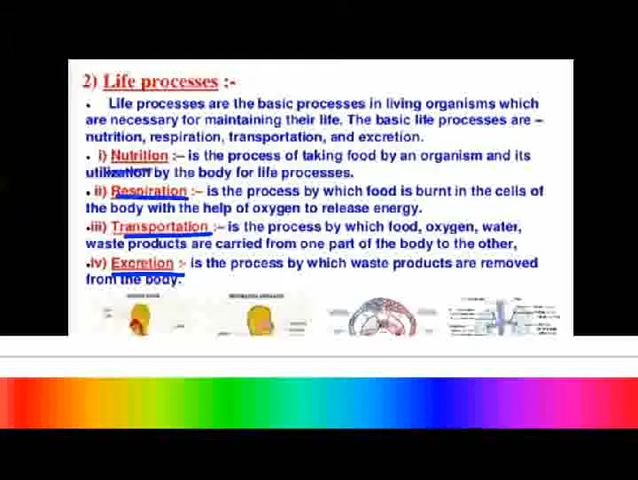 2) Life processes :-
• Life processes are the basic processes in living organisms which
are necessary for maintaining their life. The basic life processes are –
nutrition, respiration, transportation, and excretion.
• i) Nutrition :– is the process of taking food by an organism and its
utilization by the body for life processes.
•ii) Respiration :– is the process by which food is burnt in the cells of
the body with the help of oxygen to release energy.
•iii) Transportation :– is the process by which food, oxygen, water,
waste products are carried from one part of the body to the other,
•iv) Excretion :- is the process by which waste products are removed
from the body.